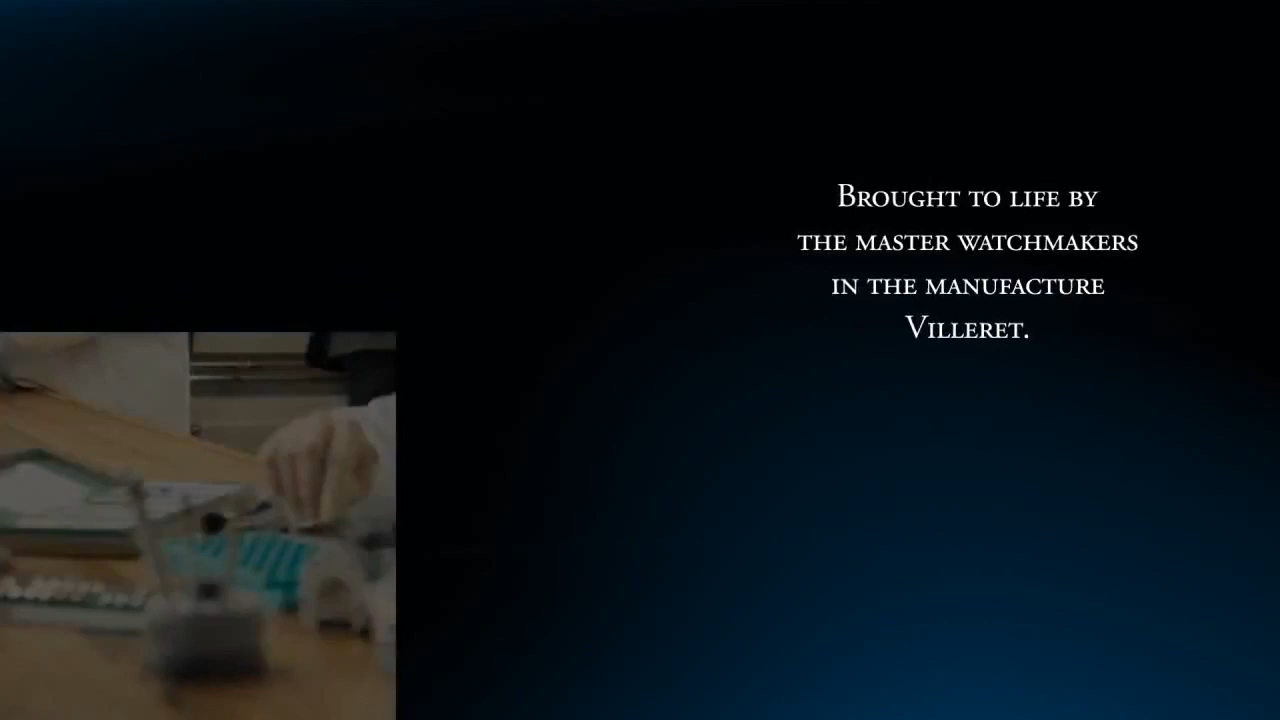 Brought to life by
the master watchmakers
in the manufacture
Villeret.